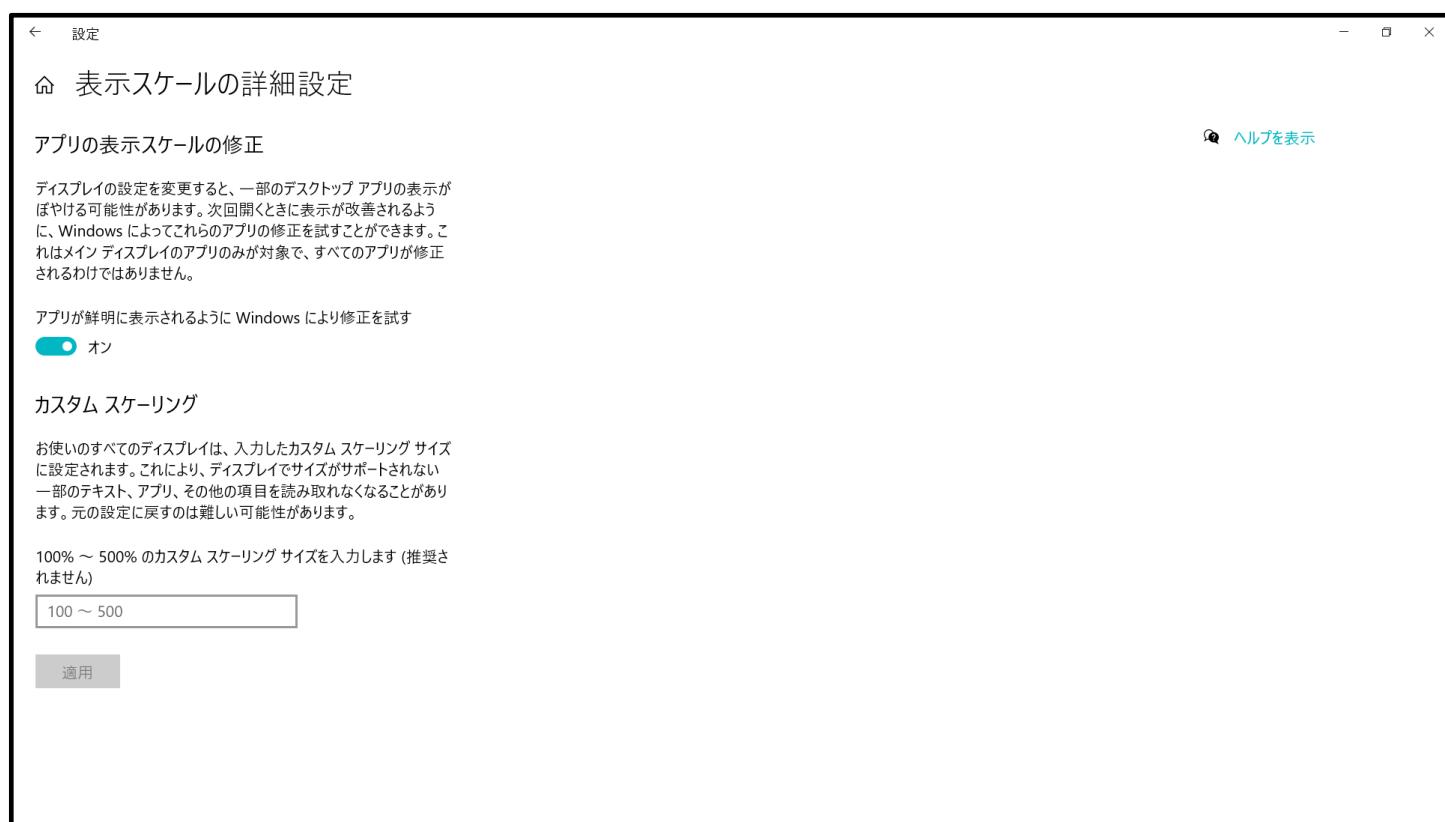 設定
表示スケールの詳細設定
アプリの表示スケールの修正
ヘルプを表示
ディスプレイの設定を変更すると、一部のデスクトップ アプリの表示が
ぼやける可能性があります。次回開くときに表示が改善されるよう
に、Windows によってこれらのアプリの修正を試すことができます。こ
れはメイン ディスプレイのアプリのみが対象で、すべてのアプリが修正
されるわけではありません。
アプリが鮮明に表示されるように Windows により修正を試す
オン
カスタム スケーリング
お使いのすべてのディスプレイは、入力したカスタム スケーリング サイズ
に設定されます。これにより、ディスプレイでサイズがサポートされない
一部のテキスト、アプリ、その他の項目を読み取れなくなることがあり
ます。元の設定に戻すのは難しい可能性があります。
100% ～ 500% のカスタム スケーリング サイズを入力します (推奨さ
れません)
100 ～ 500
適用